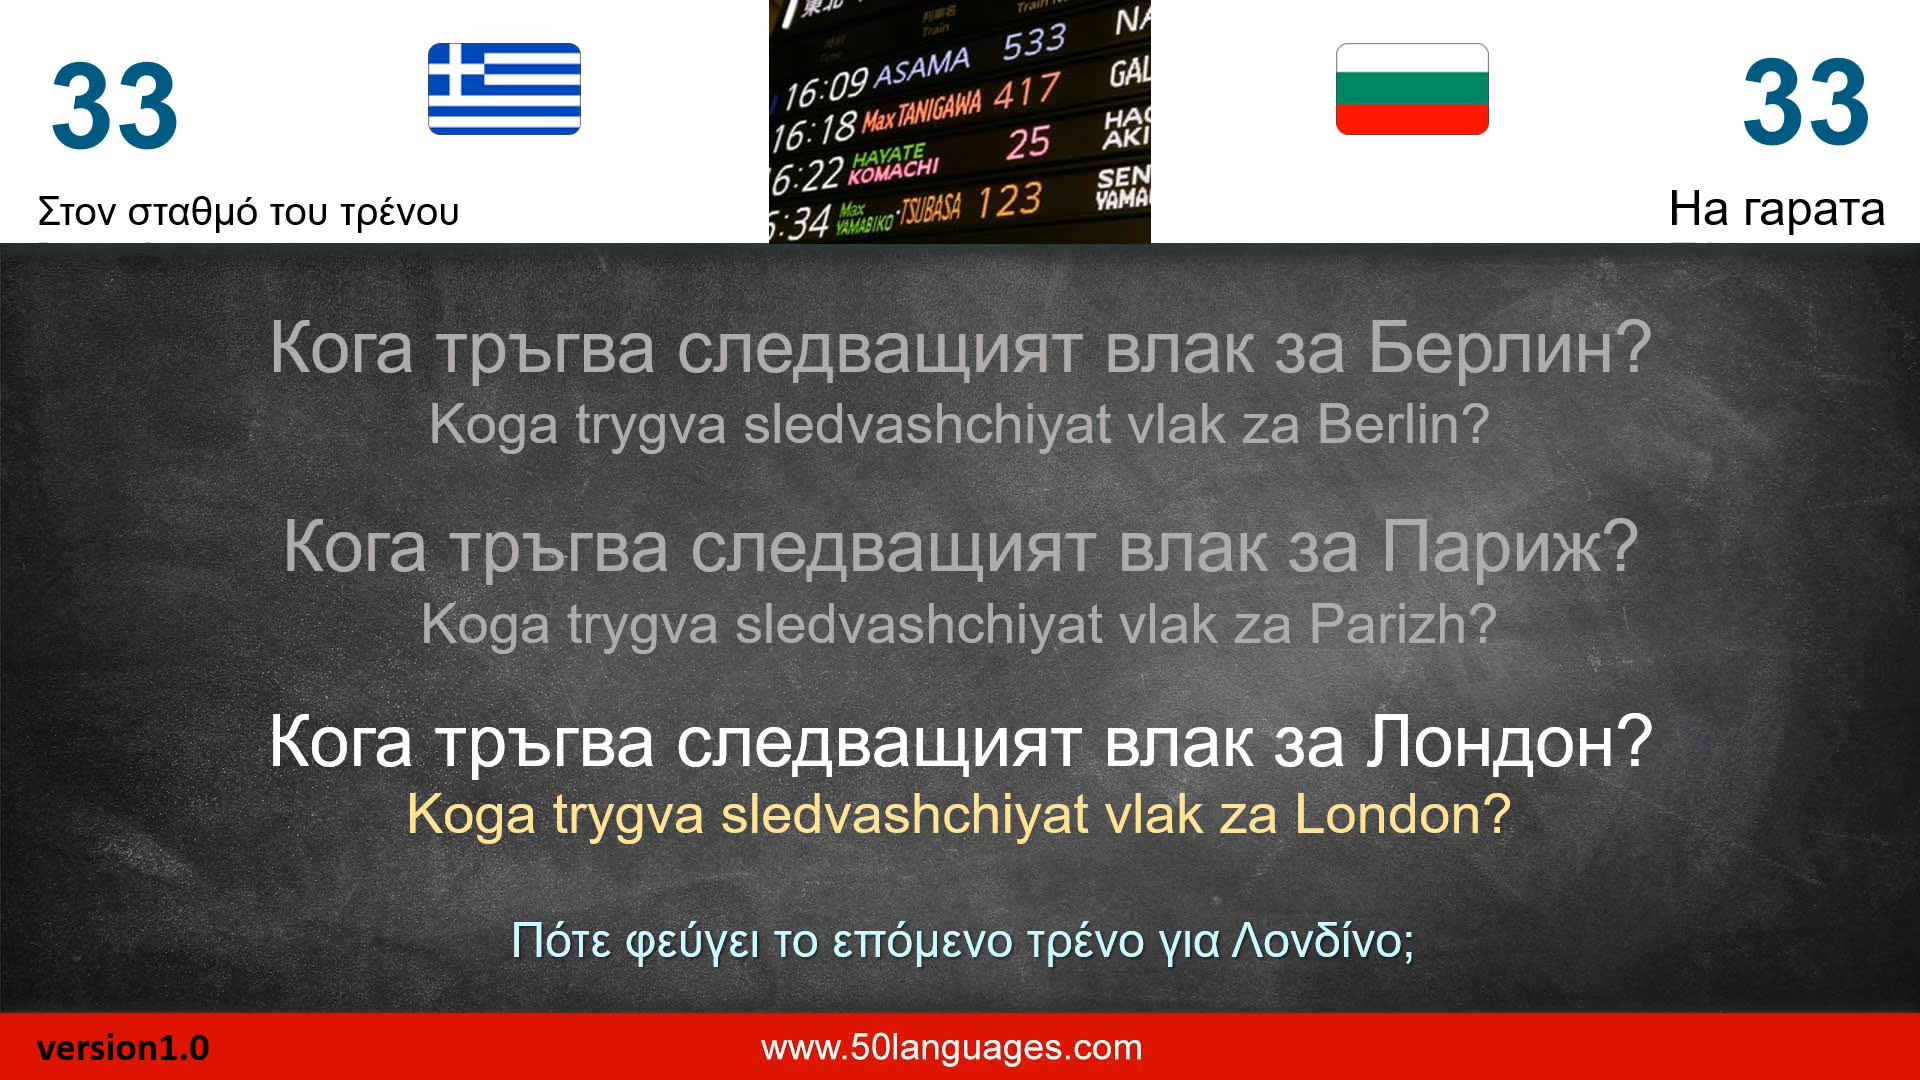 33
33
Στον σταθμό του τρένου
На гарата
Train
16:09 ASAMA 533
16:18 Max TANIGAWA 417 GAL
6:22 HAYATE KOMACHI 25
:34 Max YAMABIKO TSUBASA 123
Кога тръгва следващият влак за Берлин?
Koga trygva sledvashchiyat vlak za Berlin?
Кога тръгва следващият влак за Париж?
Koga trygva sledvashchiyat vlak za Parizh?
Кога тръгва следващият влак за Лондон?
Koga trygva sledvashchiyat vlak za London?
Πότε φεύγει το επόμενο τρένο για Λονδίνο;
version1.0
www.50languages.com